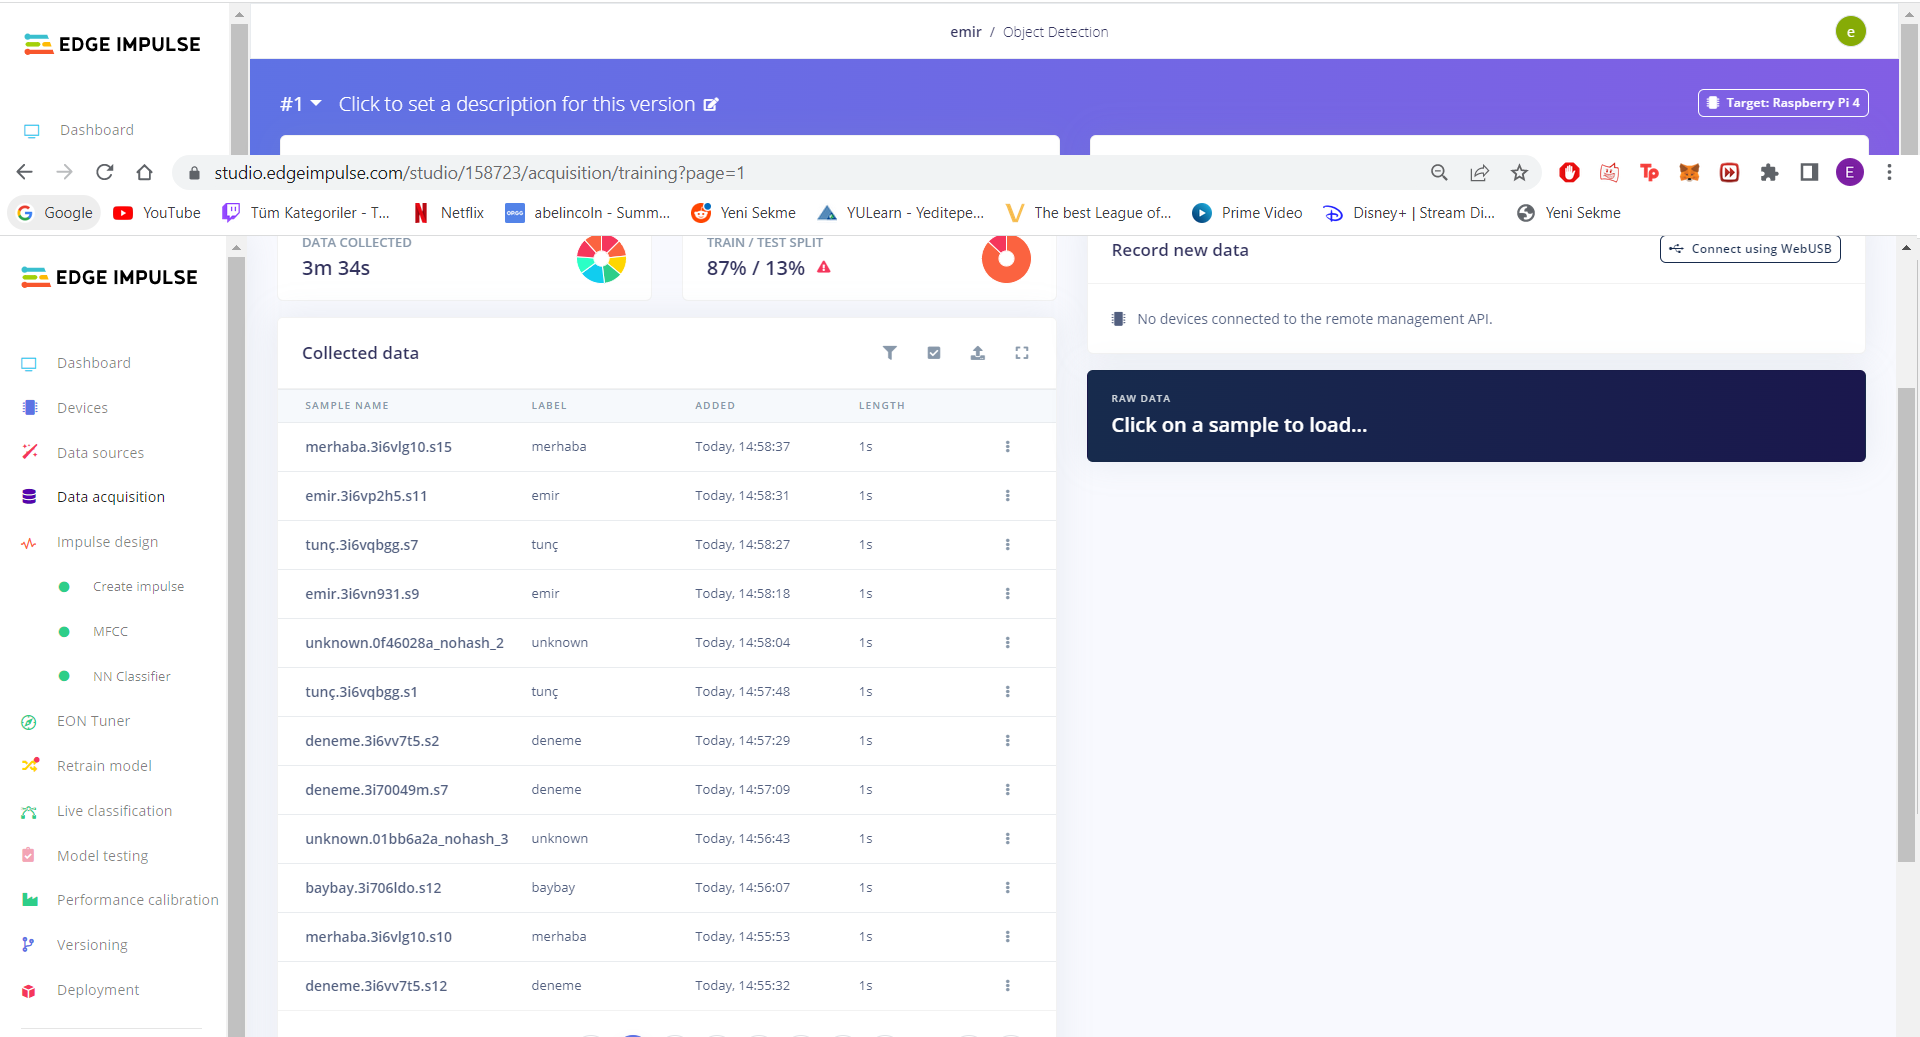 EDGE IMPULSE
emir / Object Detection
e
#1 Click to set a description for this version
Target: Raspberry Pi 4
Dashboard
studio.edgeimpulse.com/studio/158723/acquisition/training?page=1
E
Google YouTube Tüm Kategoriler - T... Netflix abelincoln - Summ... Yeni Sekme YULearn - Yeditepe... The best League of... Prime Video Disney+ | Stream Di... Yeni Sekme
EDGE IMPULSE
Dashboard
Devices
Data sources
Data acquisition
Impulse design
Create impulse
MFCC
NN Classifier
EON Tuner
Retrain model
Live classification
Model testing
Performance calibration
Versioning
Deployment
DATA COLLECTED
3m 34s
TRAIN / TEST SPLIT
87% / 13%
Collected data
SAMPLE NAME LABEL ADDED LENGTH
merhaba.3i6vlg10.s15 merhaba Today, 14:58:37 1s
emir.3i6vp2h5.s11 emir Today, 14:58:31 1s
tunç.3i6vqbgg.s7 tunç Today, 14:58:27 1s
emir.3i6vn931.s9 emir Today, 14:58:18 1s
unknown.0f46028a_nohash_2 unknown Today, 14:58:04 1s
tunç.3i6vqbgg.s1 tunç Today, 14:57:48 1s
deneme.3i6vv7t5.s2 deneme Today, 14:57:29 1s
deneme.3i70049m.s7 deneme Today, 14:57:09 1s
unknown.01bb6a2a_nohash_3 unknown Today, 14:56:43 1s
baybay.3i706ldo.s12 baybay Today, 14:56:07 1s
merhaba.3i6vlg10.s10 merhaba Today, 14:55:53 1s
deneme.3i6vv7t5.s12 deneme Today, 14:55:32 1s
Record new data
Connect using WebUSB
No devices connected to the remote management API.
RAW DATA
Click on a sample to load...